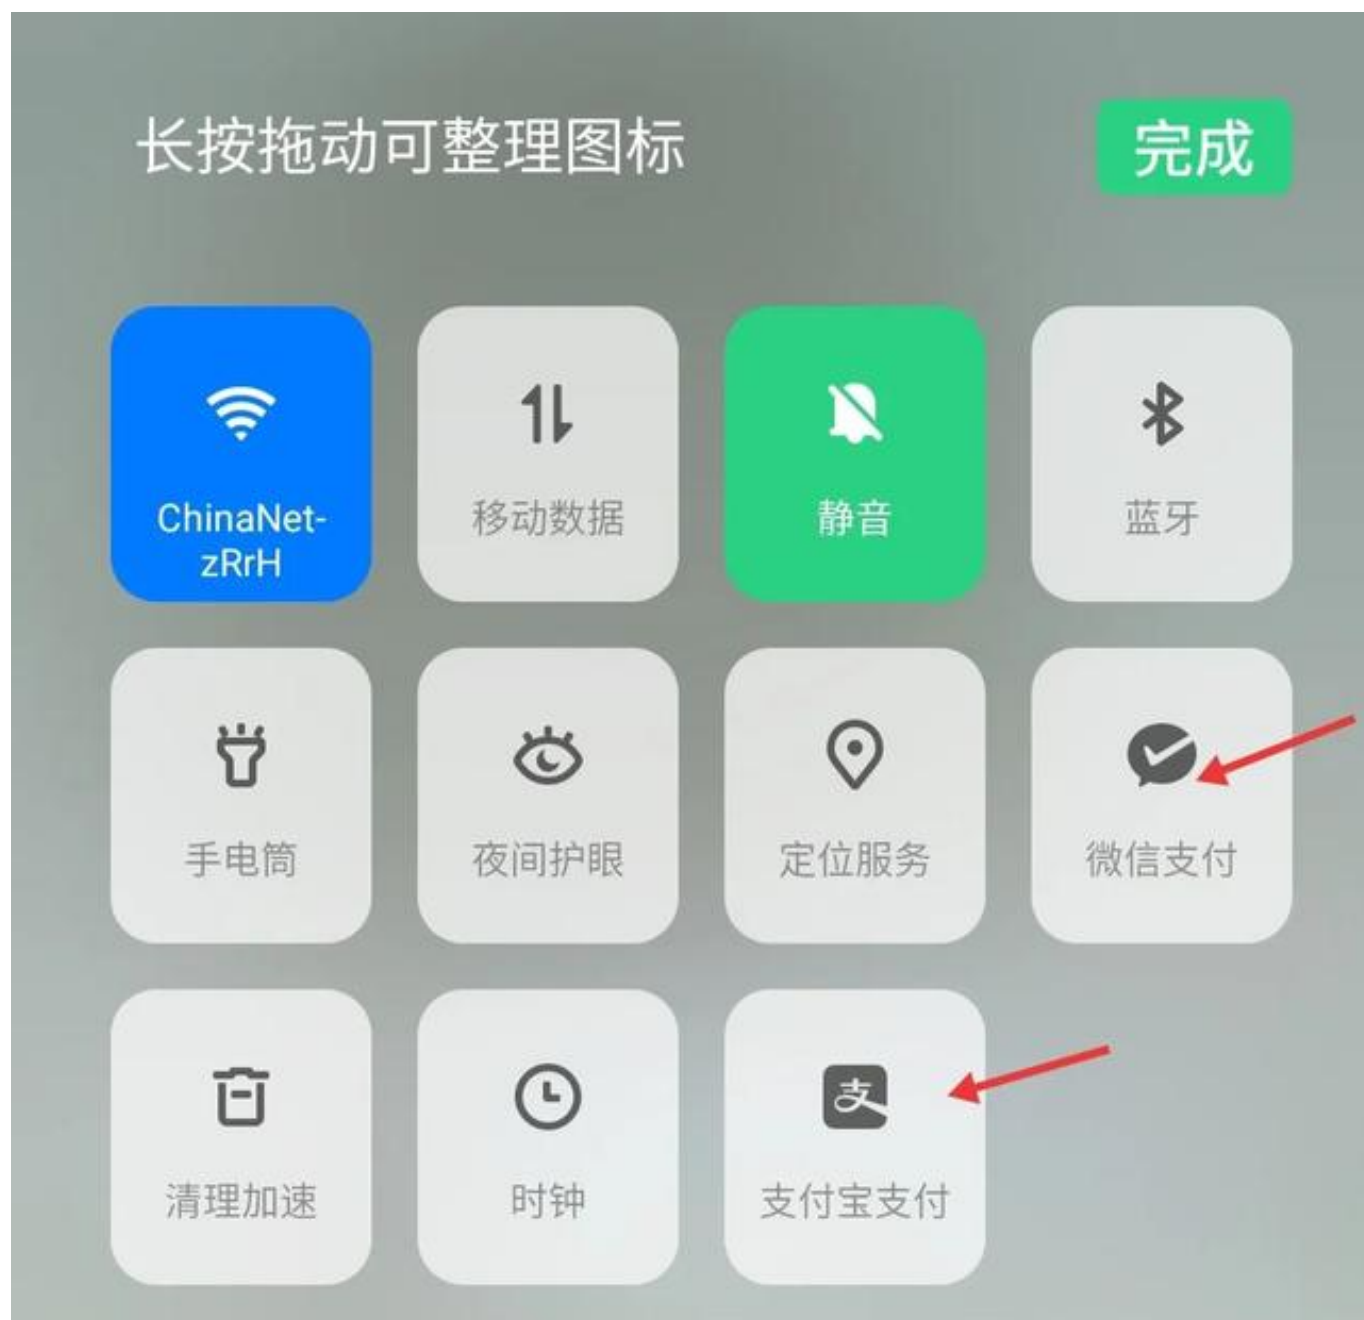 长按拖动可整理图标
完成
ChinaNet-
zRrH
移动数据
静音
蓝牙
手电筒
夜间护眼
定位服务
微信支付
清理加速
时钟
支
支付宝支付